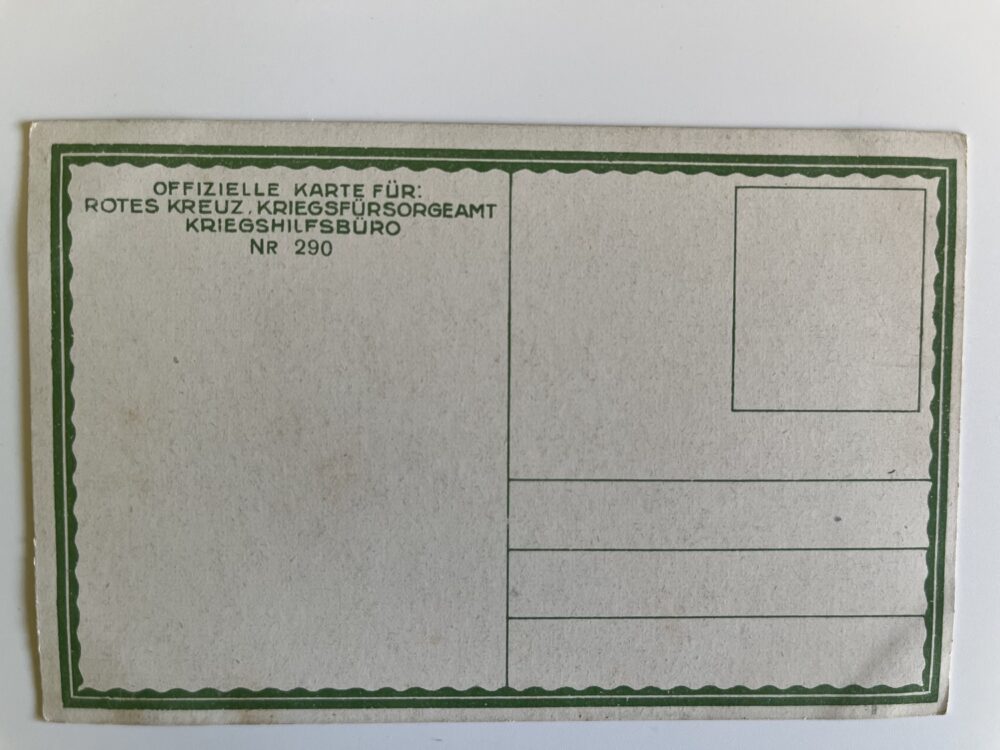 OFFIZIELLE KARTE FÜR:
ROTES KREUZ, KRIEGSFÜRSORGEAMT
KRIEGSHILFSBÜRO
NR 290